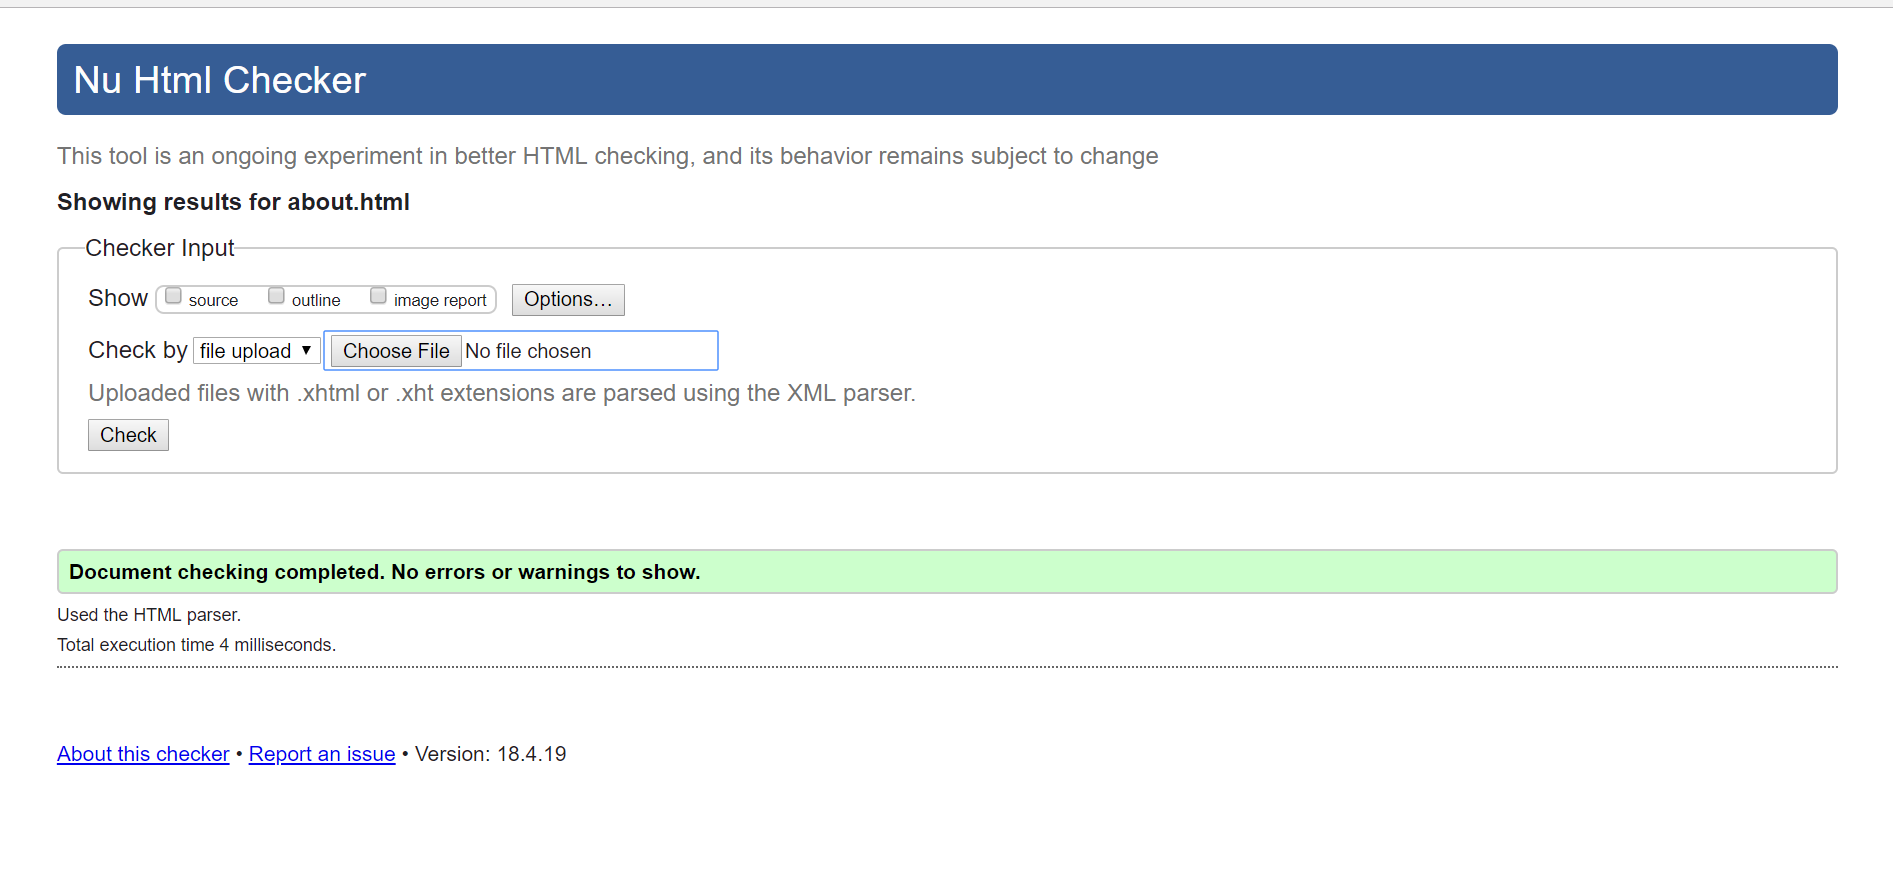 Nu Html Checker
This tool is an ongoing experiment in better HTML checking, and its behavior remains subject to change
Showing results for about.html
Checker Input
Show source outline image report Options...
Check by file upload ▼ Choose File No file chosen
Uploaded files with .xhtml or .xht extensions are parsed using the XML parser.
Check
Document checking completed. No errors or warnings to show.
Used the HTML parser.
Total execution time 4 milliseconds.
About this checker • Report an issue • Version: 18.4.19